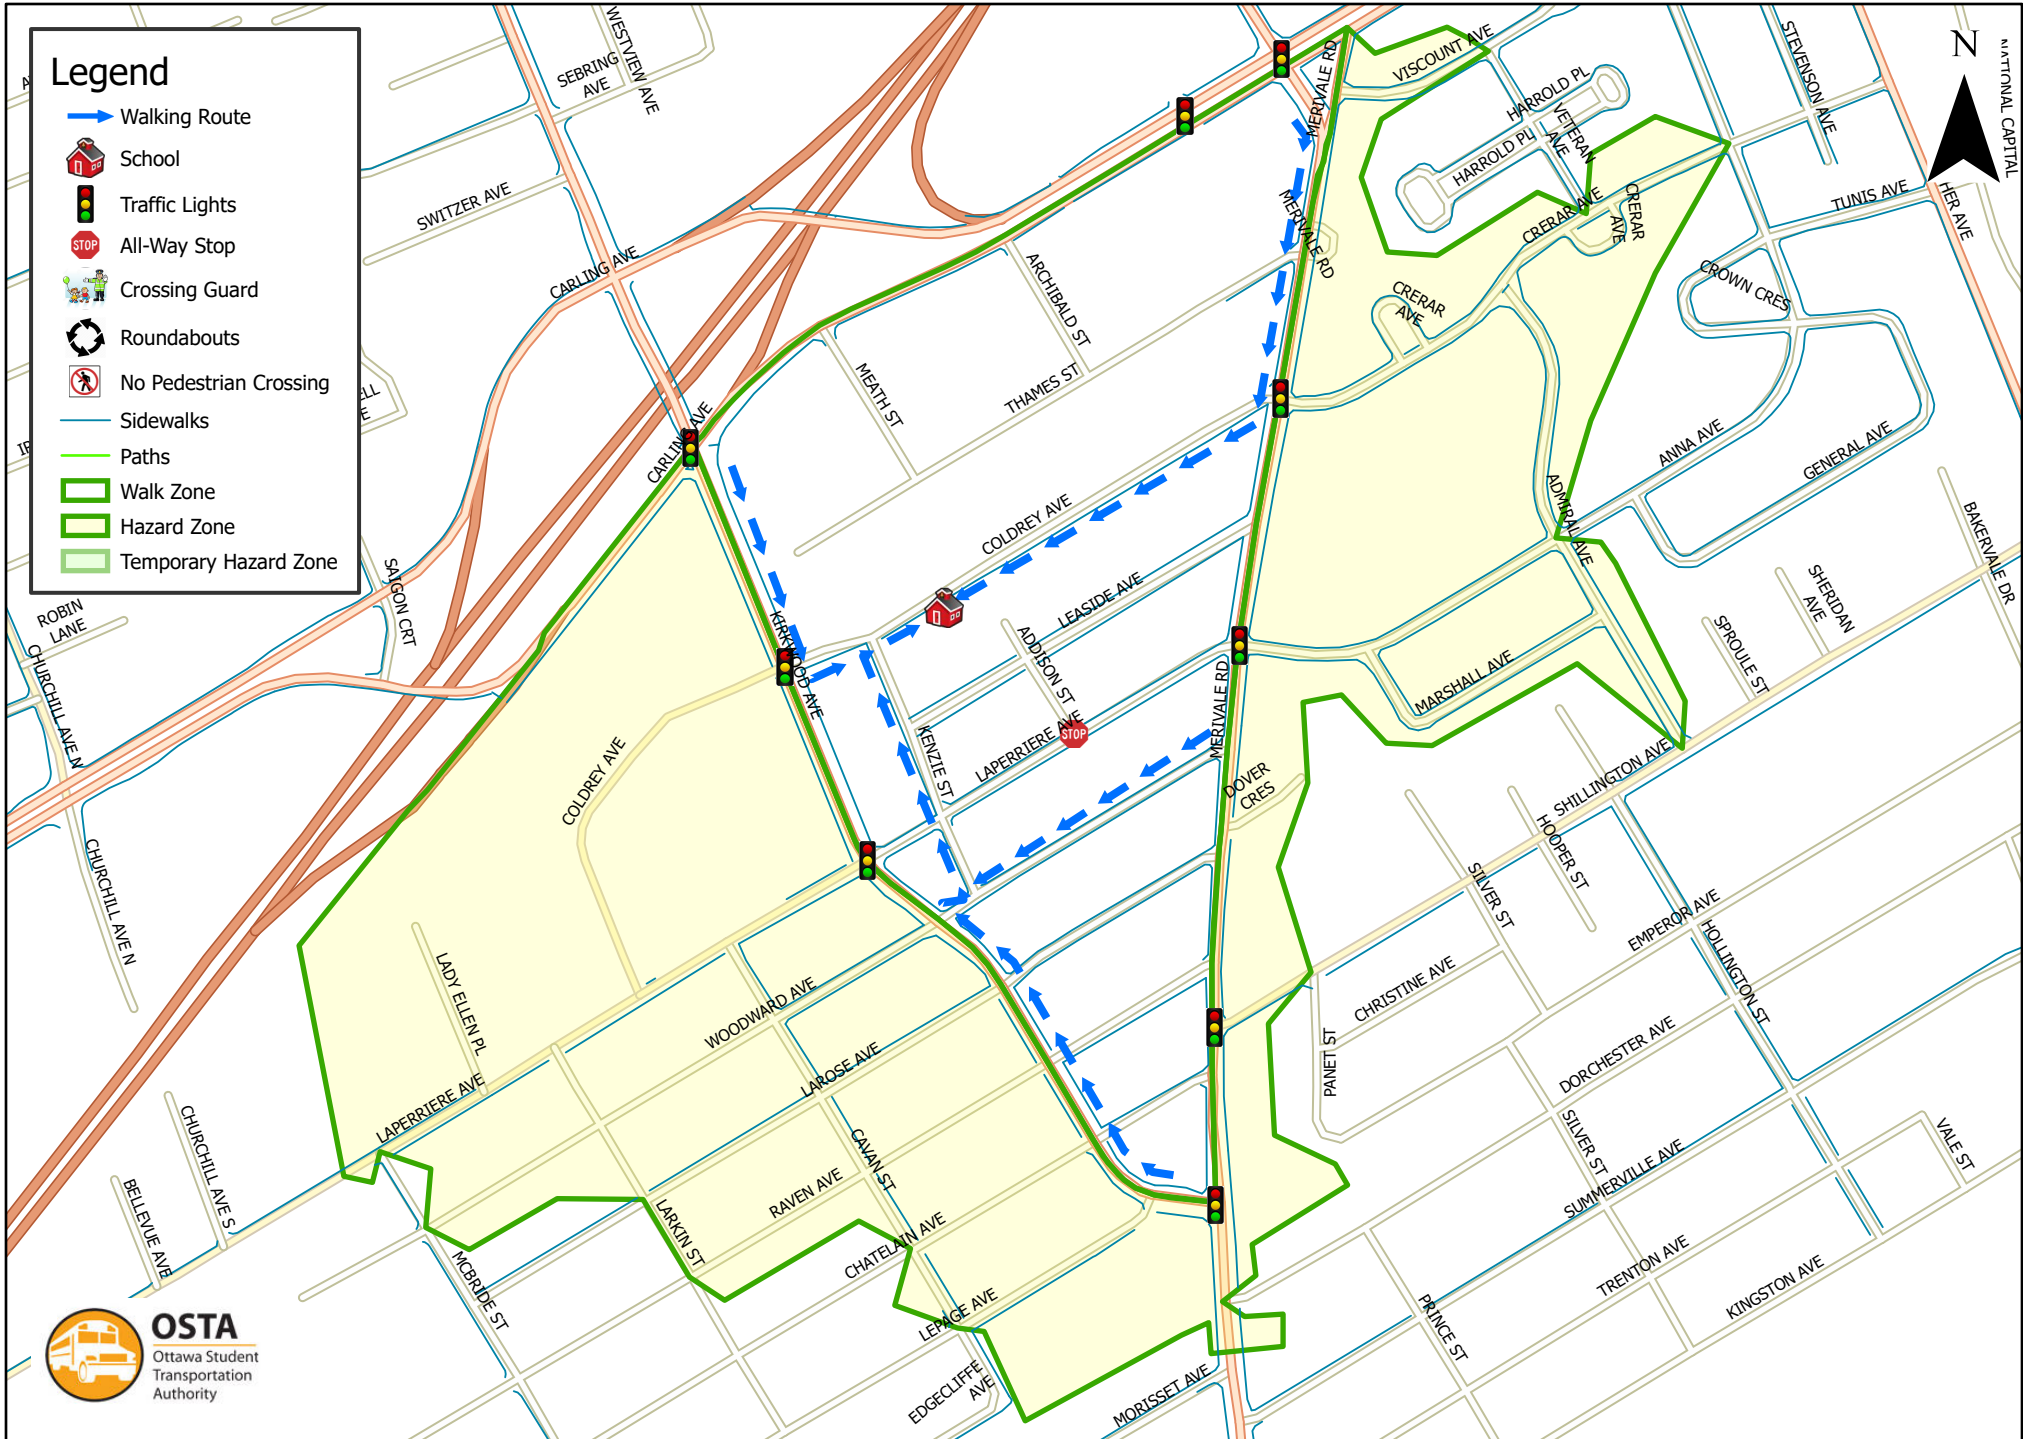 Legend
Walking Route
School
Traffic Lights
STOP
All-Way Stop
Crossing Guard
Roundabouts
No Pedestrian Crossing
Sidewalks
Paths
Walk Zone
Hazard Zone
Temporary Hazard Zone
N
NATIONAL CAPITAL
WESTVIEW AVE
SEBRING
AVE
SWITZER AVE
CARLING AVE
CARLING AVE
MERIVALE RD
MERIVALE RD
MERIVALE RD
VISCOUNT AVE
HARROLD PL
HARROLD PL
VETERAN
AVE
STEVENSON AVE
TUNIS AVE
HER AVE
CRERAR AVE
CRERAR
AVE
CRERAR
AVE
CROWN CRES
ARCHIBALD ST
MEATH ST
THAMES ST
COLDREY AVE
COLDREY AVE
LEASIDE AVE
ADDISON ST
LAPERRIERE AVE
STOP
KENZIE ST
KIRKWOOD AVE
ANNA AVE
GENERAL AVE
ADMIRAL AVE
BAKERVALE DR
SHERIDAN
AVE
SPROULE ST
MARSHALL AVE
DOVER
CRES
SHILLINGTON AVE
HOOPER ST
SILVER ST
EMPEROR AVE
HOLLINGTON ST
CHRISTINE AVE
PANET ST
DORCHESTER AVE
SILVER ST
SUMMERVILLE AVE
VALE ST
TRENTON AVE
KINGSTON AVE
PRINCE ST
MORISSET AVE
ELL
E
SAIGON CRT
ROBIN
LANE
CHURCHILL AVE N
CHURCHILL AVE N
CHURCHILL AVE S
BELLEVUE AVE
LADY ELLEN PL
LAPERRIERE AVE
WOODWARD AVE
LAROSE AVE
RAVEN AVE
CAVAN ST
LARKIN ST
CHATELAIN AVE
MCBRIDE ST
LEPAGE AVE
EDGECLIFFE
AVE
OSTA
Ottawa Student
Transportation
Authority